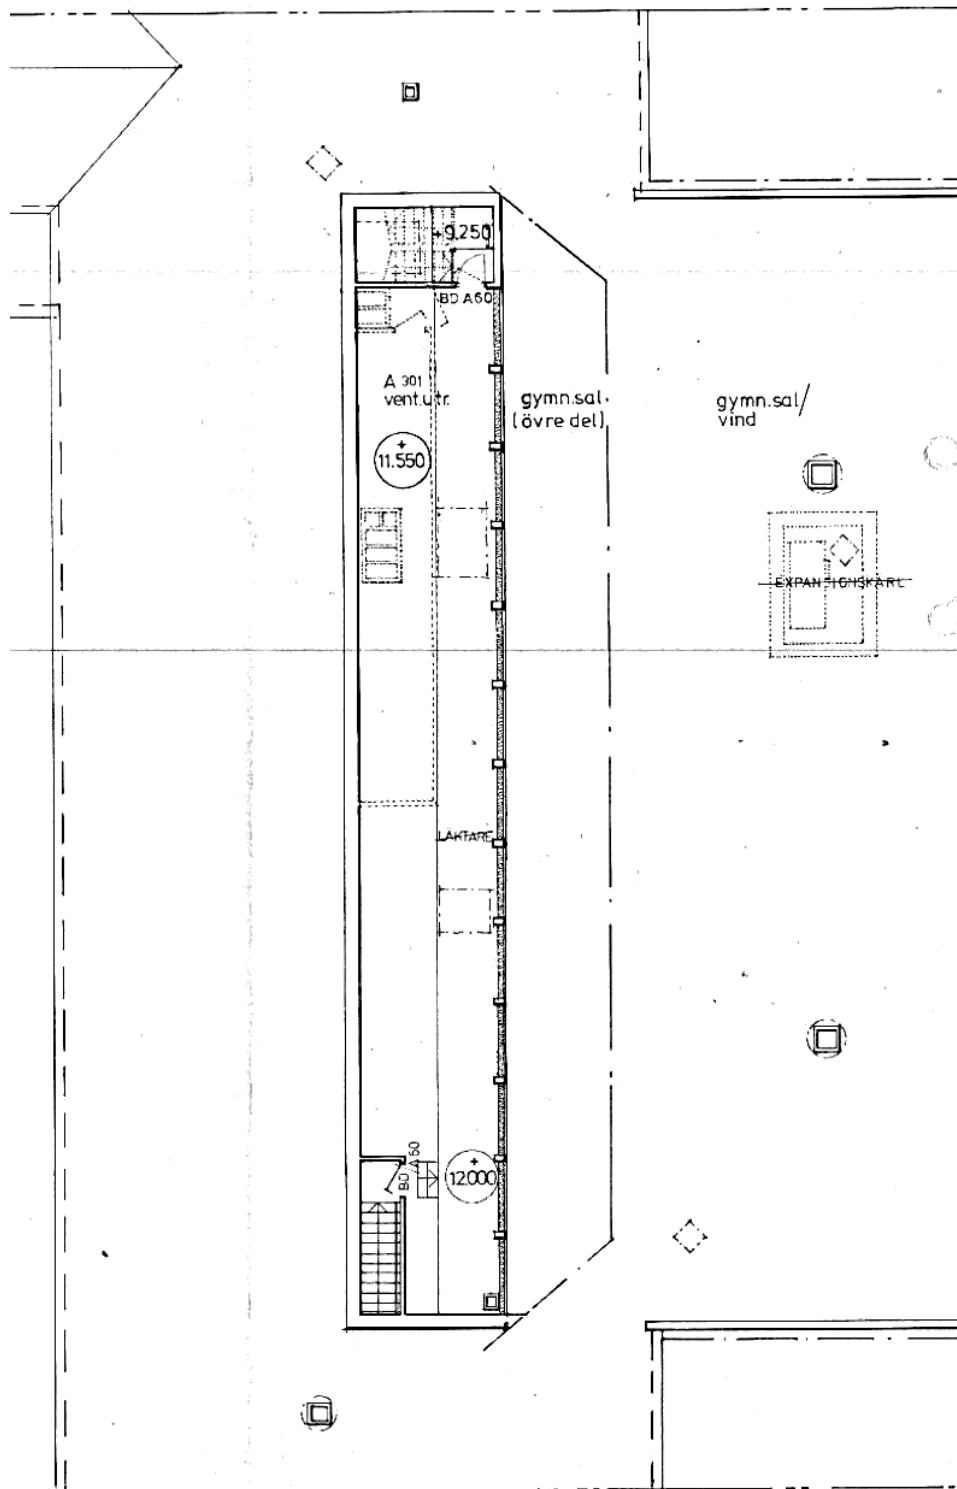 +9.250
BD A60
A 301
vent.utr.
+
11.550
gymn.sal.
(övre del)
gymn.sal/
vind
EXPANTIONSKÄRL
LÄKTARE
BD A60
+
12.000